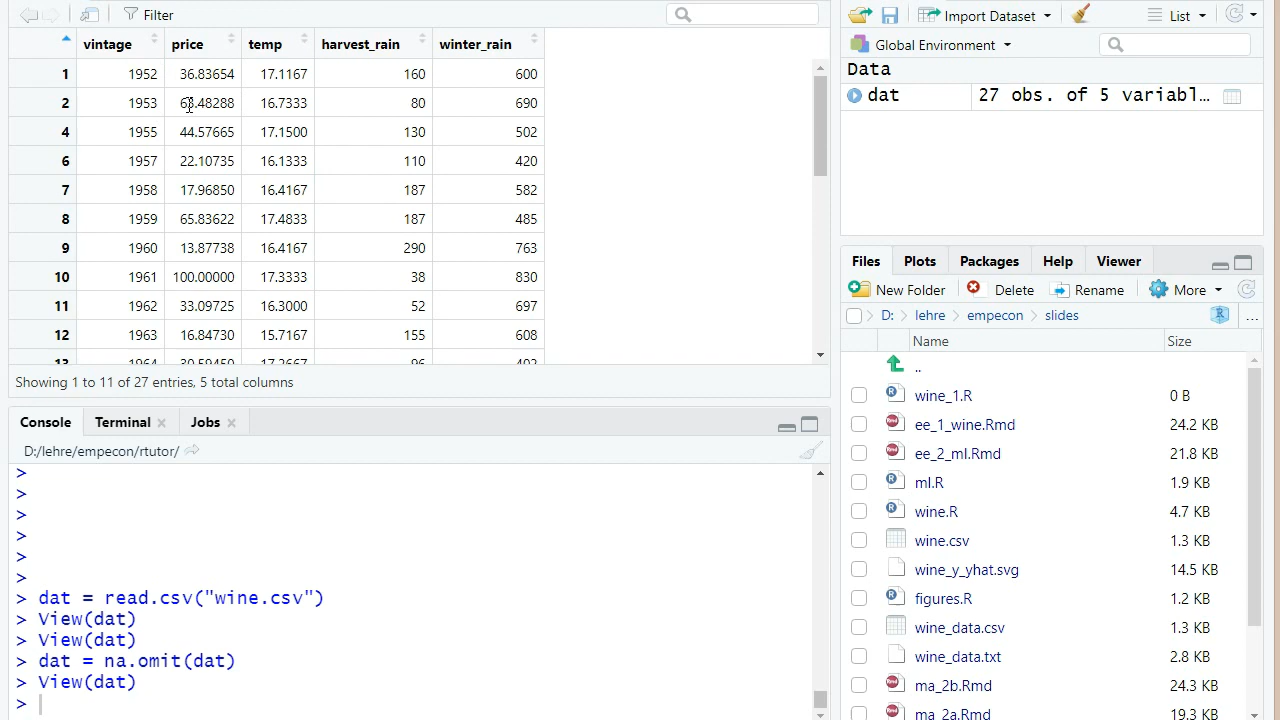 Filter
vintage price temp harvest_rain winter_rain
1 1952 36.83654 17.1167 160 600
2 .48288 16.7333 80 690
4 1955 44.57665 17.1500 130 502
6 1957 22.10735 16.1333 110 420
7 1958 17.96850 16.4167 187 582
8 1959 65.83622 17.4833 187 485
9 1960 13.87738 16.4167 290 763
10 1961 100.00000 17.3333 38 830
11 1962 33.09725 16.3000 52 697
12 1963 16.84730 15.7167 155 608
13 1964 30.59450 17.2667 96 402
Showing 1 to 11 of 27 entries, 5 total columns
Console Terminal Jobs
D:/lehre/empecon/rtutor/
>
>
>
>
>
>
> dat = read.csv("wine.csv")
> View(dat)
> View(dat)
> dat = na.omit(dat)
> View(dat)
>
Import Dataset List
Global Environment
Data
dat 27 obs. of 5 variabl...
Files Plots Packages Help Viewer
New Folder Delete Rename More
D: lehre empecon slides ...
Name Size
..
wine_1.R 0 B
ee_1_wine.Rmd 24.2 KB
ee_2_ml.Rmd 21.8 KB
ml.R 1.9 KB
wine.R 4.7 KB
wine.csv 1.3 KB
wine_y_yhat.svg 14.5 KB
figures.R 1.2 KB
wine_data.csv 1.3 KB
wine_data.txt 2.8 KB
ma_2b.Rmd 24.3 KB
ma_2a.Rmd 19.3 KB